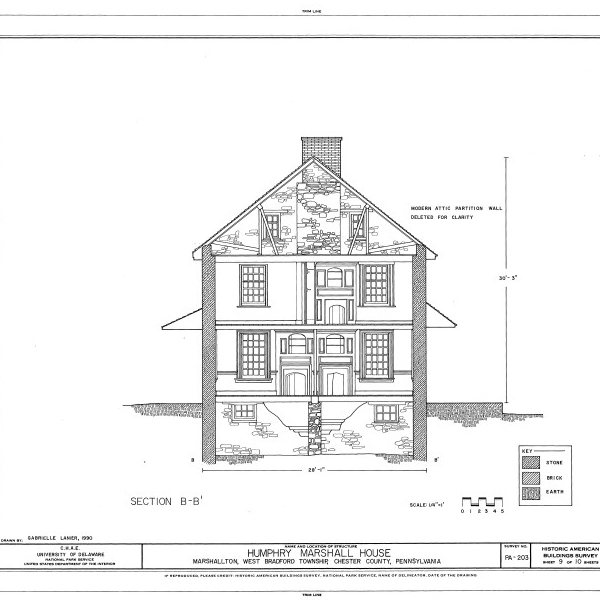 TRIM LINE
MODERN ATTIC PARTITION WALL
DELETED FOR CLARITY
30'-3"
B
B'
28'-1"
KEY
STONE
BRICK
EARTH
SECTION B-B'
SCALE: 1/4"=1'
0 1 2 3 4 5
DRAWN BY: GABRIELLE LANIER, 1990
C.H.A.E.
UNIVERSITY OF DELAWARE
NATIONAL PARK SERVICE
UNITED STATES DEPARTMENT OF THE INTERIOR
NAME AND LOCATION OF STRUCTURE
HUMPHRY MARSHALL HOUSE
MARSHALLTON, WEST BRADFORD TOWNSHIP, CHESTER COUNTY, PENNSYLVANIA
SURVEY NO.
PA-203
HISTORIC AMERICAN
BUILDINGS SURVEY
SHEET 9 OF 10 SHEETS
IF REPRODUCED, PLEASE CREDIT: HISTORIC AMERICAN BUILDINGS SURVEY, NATIONAL PARK SERVICE, NAME OF DELINEATOR, DATE OF THE DRAWING.
TRIM LINE